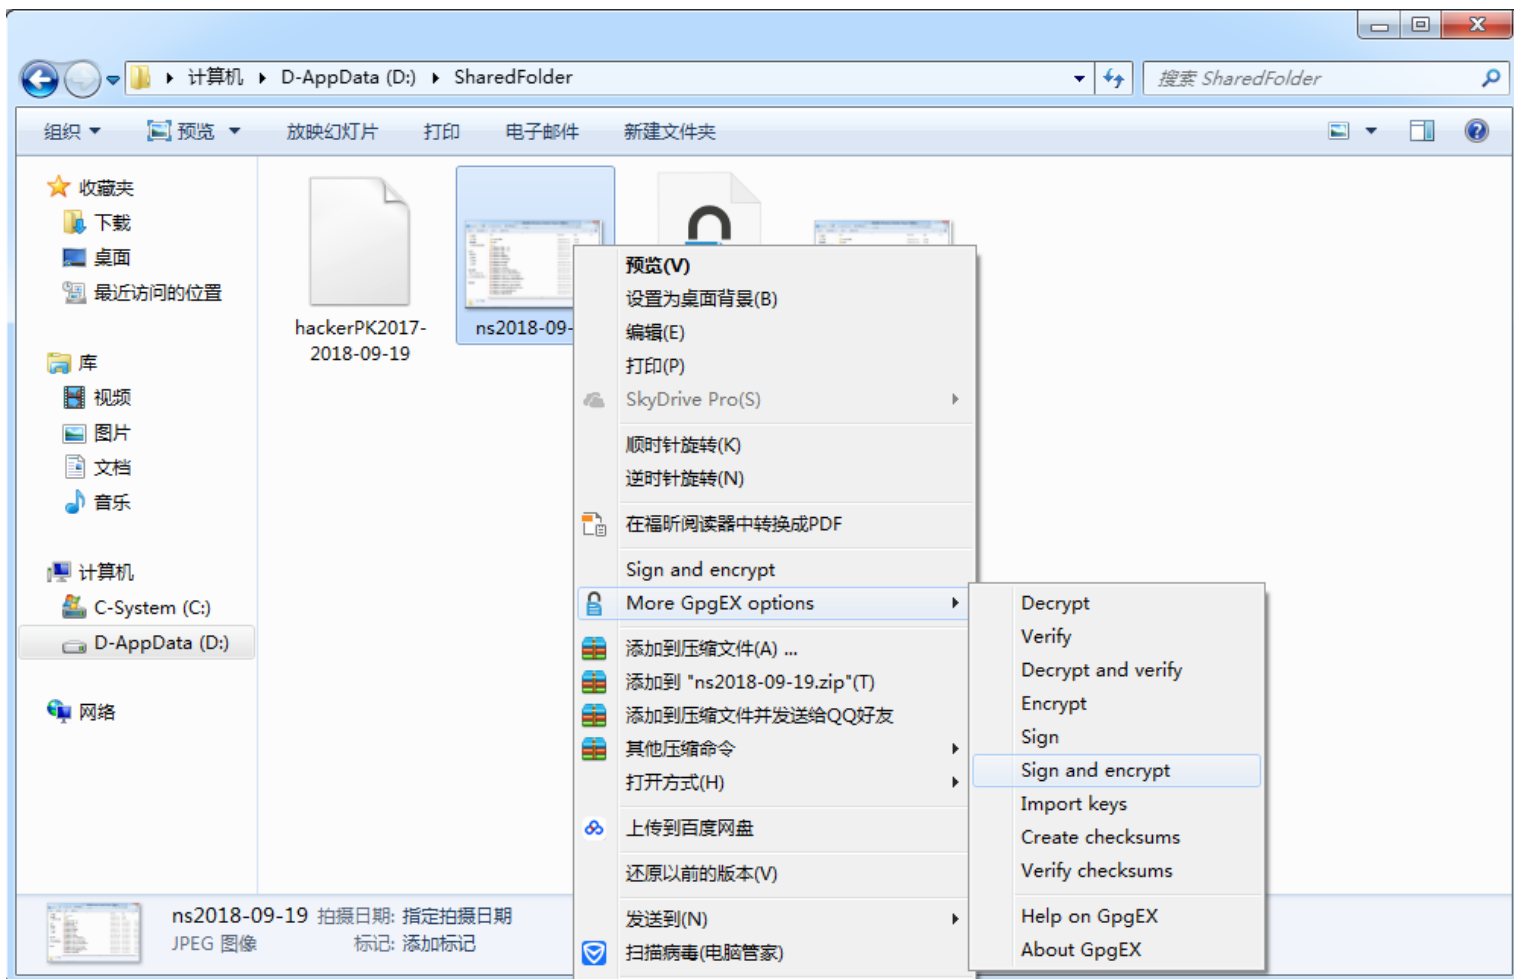 计算机 D-AppData (D:) SharedFolder
搜索 SharedFolder
组织 预览 放映幻灯片 打印 电子邮件 新建文件夹
收藏夹
下载
桌面
最近访问的位置
库
视频
图片
文档
音乐
计算机
C-System (C:)
D-AppData (D:)
网络
hackerPK2017-
2018-09-19
ns2018-09-
预览(V)
设置为桌面背景(B)
编辑(E)
打印(P)
SkyDrive Pro(S)
顺时针旋转(K)
逆时针旋转(N)
在福昕阅读器中转换成PDF
Sign and encrypt
More GpgEX options
添加到压缩文件(A) ...
添加到 "ns2018-09-19.zip"(T)
添加到压缩文件并发送给QQ好友
其他压缩命令
打开方式(H)
上传到百度网盘
还原以前的版本(V)
发送到(N)
扫描病毒(电脑管家)
Decrypt
Verify
Decrypt and verify
Encrypt
Sign
Sign and encrypt
Import keys
Create checksums
Verify checksums
Help on GpgEX
About GpgEX
ns2018-09-19 拍摄日期: 指定拍摄日期
JPEG 图像 标记: 添加标记